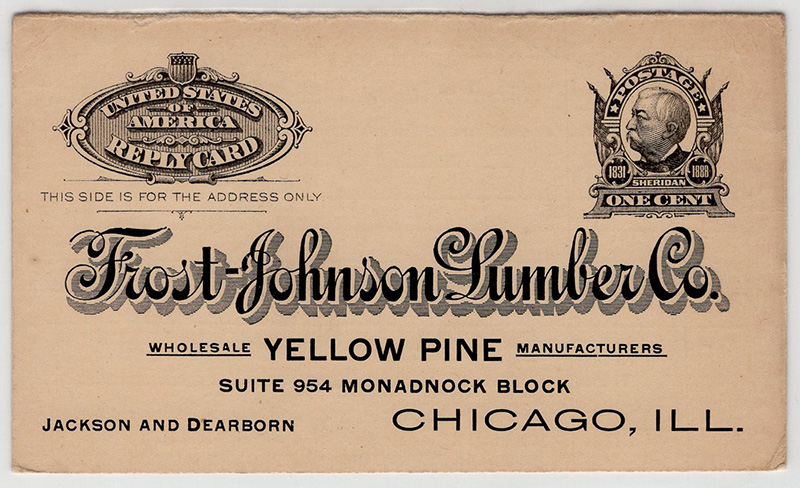 UNITED STATES
OF
AMERICA
REPLY CARD
THIS SIDE IS FOR THE ADDRESS ONLY
POSTAGE
1831 1888
SHERIDAN
ONE CENT
Frost-Johnson Lumber Co.
WHOLESALE YELLOW PINE MANUFACTURERS
SUITE 954 MONADNOCK BLOCK
JACKSON AND DEARBORN CHICAGO, ILL.